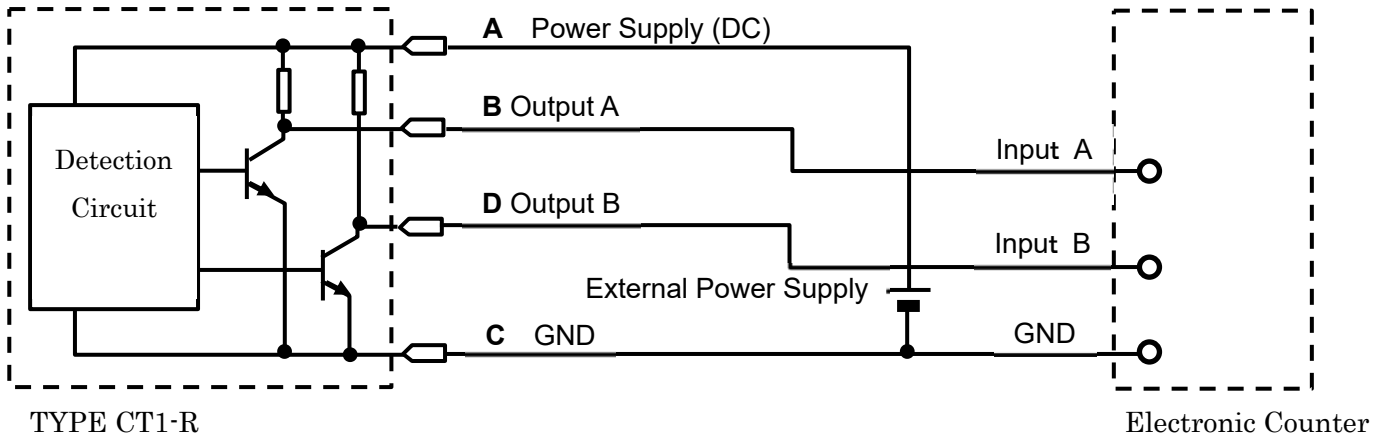 A Power Supply (DC)
B Output A
Input A
Detection
Circuit
D Output B
Input B
External Power Supply
C GND
GND
TYPE CT1-R
Electronic Counter